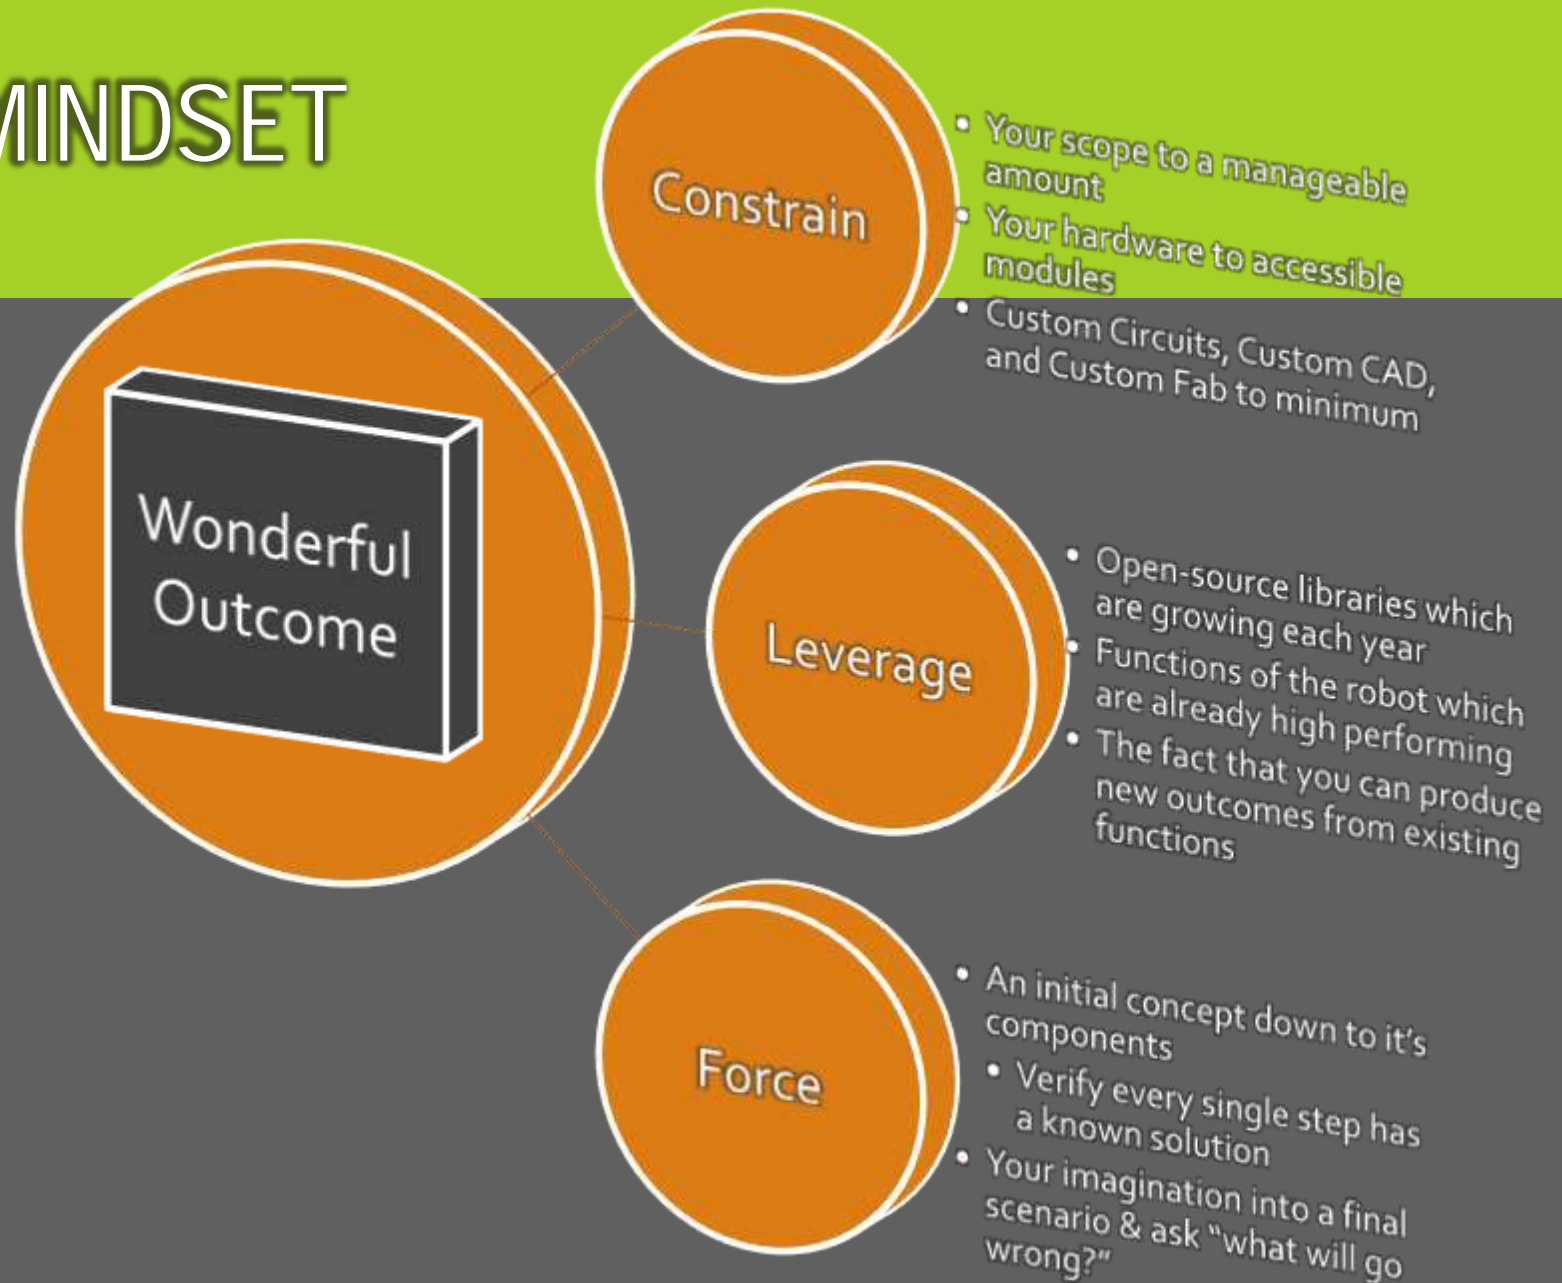 MINDSET
Wonderful
Outcome
Constrain
• Your scope to a manageable
amount
• Your hardware to accessible
modules
• Custom Circuits, Custom CAD,
and Custom Fab to minimum
Leverage
• Open-source libraries which
are growing each year
• Functions of the robot which
are already high performing
• The fact that you can produce
new outcomes from existing
functions
Force
• An initial concept down to it's
components
• Verify every single step has
a known solution
• Your imagination into a final
scenario & ask "what will go
wrong?"